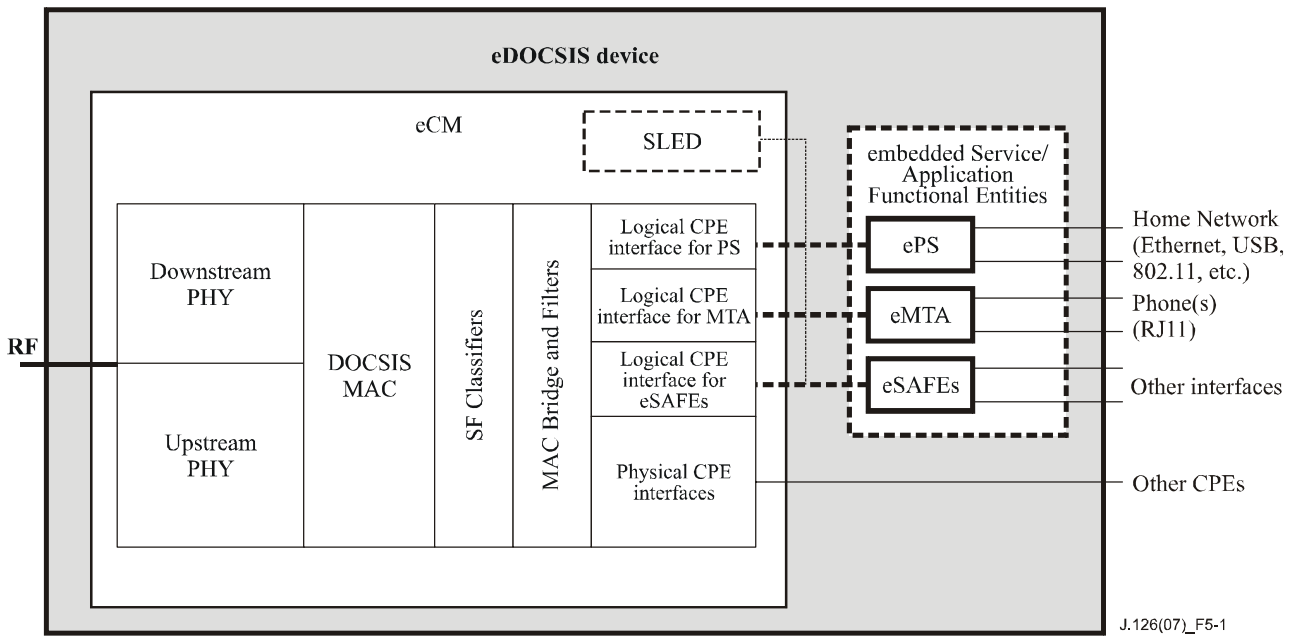 eDOCSIS device
eCM
SLED
embedded Service/
Application
Functional Entities
RF
Downstream
PHY
Upstream
PHY
DOCSIS
MAC
SF Classifiers
MAC Bridge and Filters
Logical CPE
interface for PS
Logical CPE
interface for MTA
Logical CPE
interface for
eSAFEs
Physical CPE
interfaces
ePS
eMTA
eSAFEs
Home Network
(Ethernet, USB,
802.11, etc.)
Phone(s)
(RJ11)
Other interfaces
Other CPEs
J.126(07)_F5-1